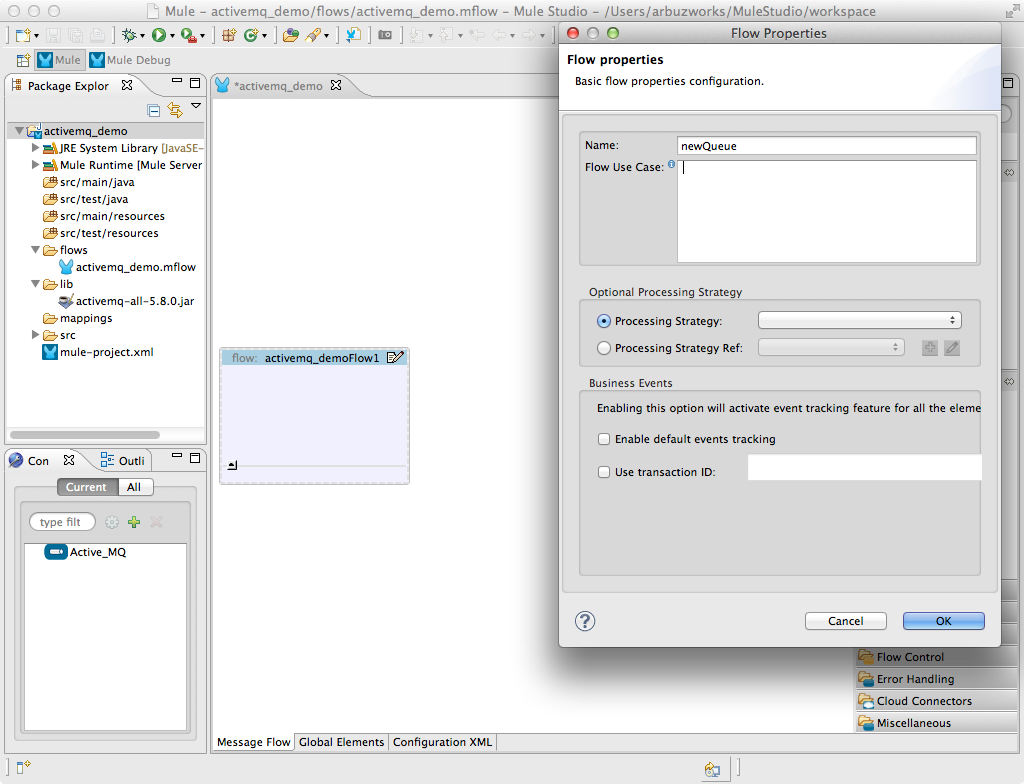 Mule – activemq_demo/flows/activemq_demo.mflow – Mule Studio – /Users/arbuzworks/MuleStudio/workspace
Mule
Mule Debug
Package Explor
activemq_demo
JRE System Library [JavaSE-
Mule Runtime [Mule Server
src/main/java
src/test/java
src/main/resources
src/test/resources
flows
activemq_demo.mflow
lib
activemq-all-5.8.0.jar
mappings
src
mule-project.xml
Con
Outli
Current
All
type filt
Active_MQ
*activemq_demo
flow: activemq_demoFlow1
Message Flow
Global Elements
Configuration XML
Flow Properties
Flow properties
Basic flow properties configuration.
Name:
newQueue
Flow Use Case:
Optional Processing Strategy
Processing Strategy:
Processing Strategy Ref:
Business Events
Enabling this option will activate event tracking feature for all the eleme
Enable default events tracking
Use transaction ID:
?
Cancel
OK
Flow Control
Error Handling
Cloud Connectors
Miscellaneous